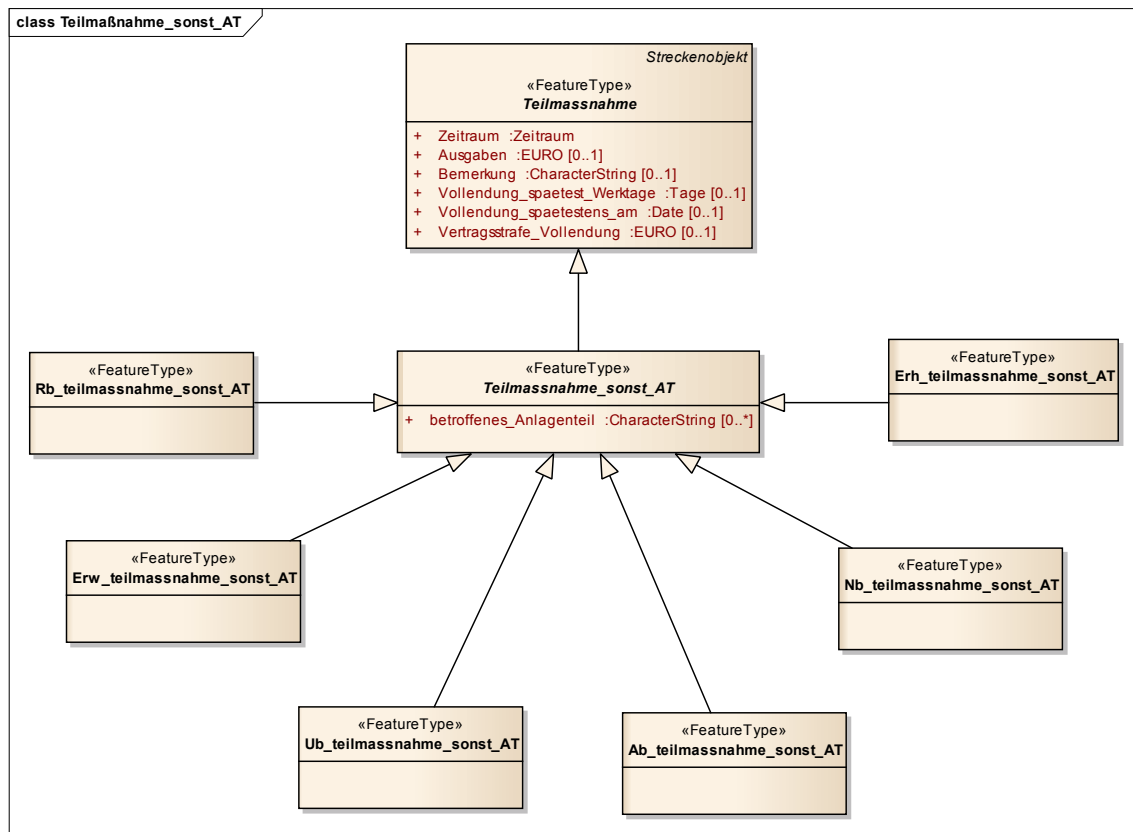 class Teilmaßnahme_sonst_AT
Streckenobjekt
«FeatureType»
Teilmassnahme
+ Zeitraum :Zeitraum
+ Ausgaben :EURO [0..1]
+ Bemerkung :CharacterString [0..1]
+ Vollendung_spaetest_Werktage :Tage [0..1]
+ Vollendung_spaetestens_am :Date [0..1]
+ Vertragsstrafe_Vollendung :EURO [0..1]
«FeatureType»
Rb_teilmassnahme_sonst_AT
«FeatureType»
Teilmassnahme_sonst_AT
+ betroffenes_Anlagenteil :CharacterString [0..*]
«FeatureType»
Erh_teilmassnahme_sonst_AT
«FeatureType»
Erw_teilmassnahme_sonst_AT
«FeatureType»
Nb_teilmassnahme_sonst_AT
«FeatureType»
Ub_teilmassnahme_sonst_AT
«FeatureType»
Ab_teilmassnahme_sonst_AT